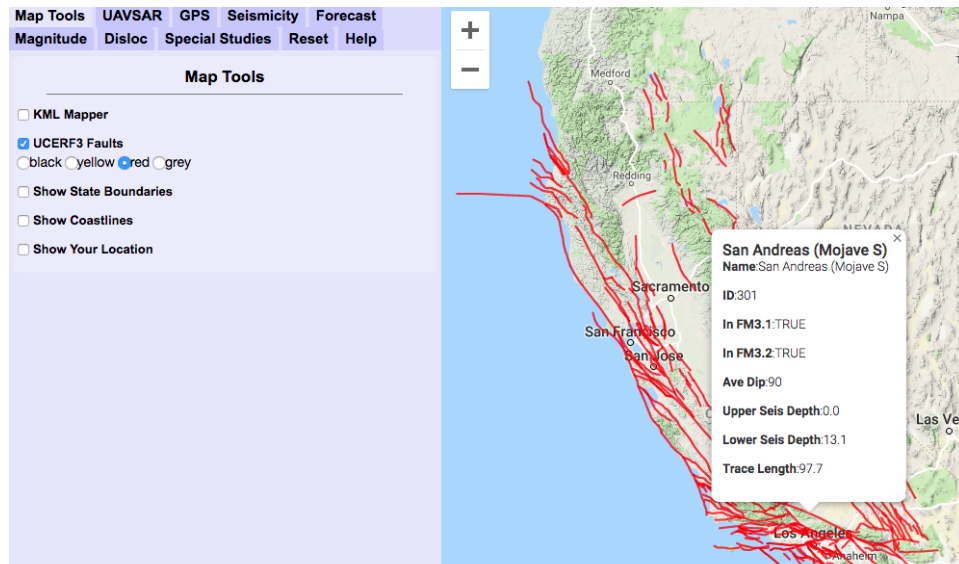 Map Tools UAVSAR GPS Seismicity Forecast
Magnitude Disloc Special Studies Reset Help
Map Tools
KML Mapper
UCERF3 Faults
black yellow red grey
Show State Boundaries
Show Coastlines
Show Your Location
+
−
Nampa
Medford
Redding
NEVADA
Sacramento
San Francisco
San Jose
Las Ve
Los Angeles
Anaheim
×
San Andreas (Mojave S)
Name:San Andreas (Mojave S)
ID:301
In FM3.1:TRUE
In FM3.2:TRUE
Ave Dip:90
Upper Seis Depth:0.0
Lower Seis Depth:13.1
Trace Length:97.7